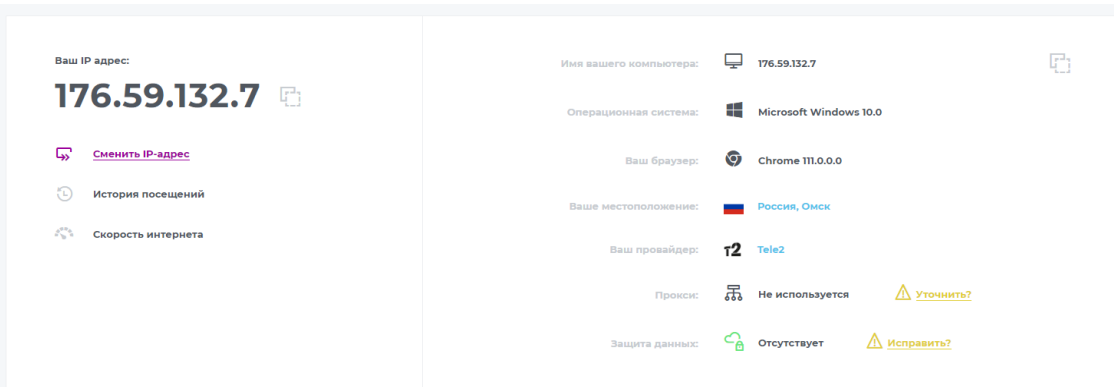 Ваш IP адрес:
176.59.132.7
Сменить IP-адрес
История посещений
Скорость интернета
Имя вашего компьютера: 176.59.132.7
Операционная система: Microsoft Windows 10.0
Ваш браузер: Chrome 111.0.0.0
Ваше местоположение: Россия, Омск
Ваш провайдер: T2 Tele2
Прокси: Не используется Уточнить?
Защита данных: Отсутствует Исправить?